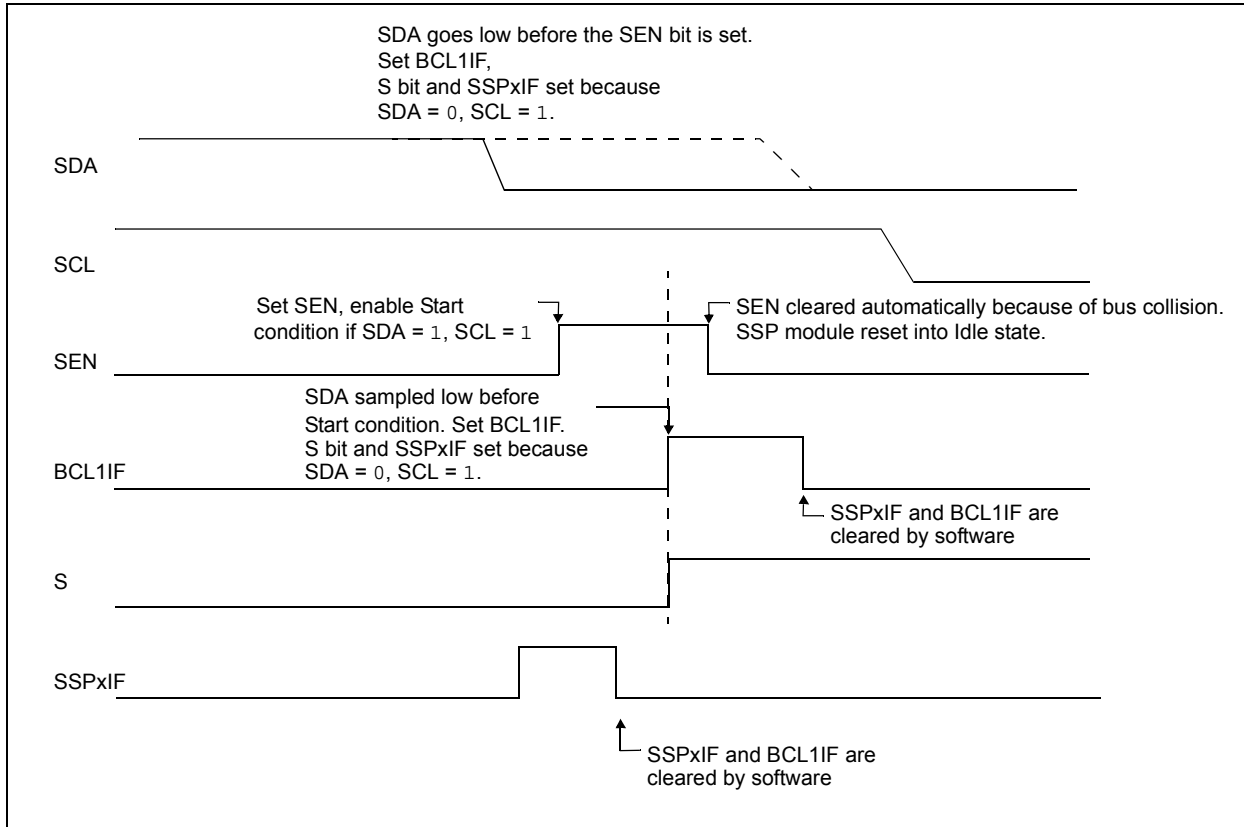 SDA goes low before the SEN bit is set.
Set BCL1IF,
S bit and SSPxIF set because
SDA = 0, SCL = 1.
SDA
SCL
Set SEN, enable Start
condition if SDA = 1, SCL = 1
SEN cleared automatically because of bus collision.
SSP module reset into Idle state.
SEN
SDA sampled low before
Start condition. Set BCL1IF.
S bit and SSPxIF set because
SDA = 0, SCL = 1.
BCL1IF
SSPxIF and BCL1IF are
cleared by software
S
SSPxIF
SSPxIF and BCL1IF are
cleared by software